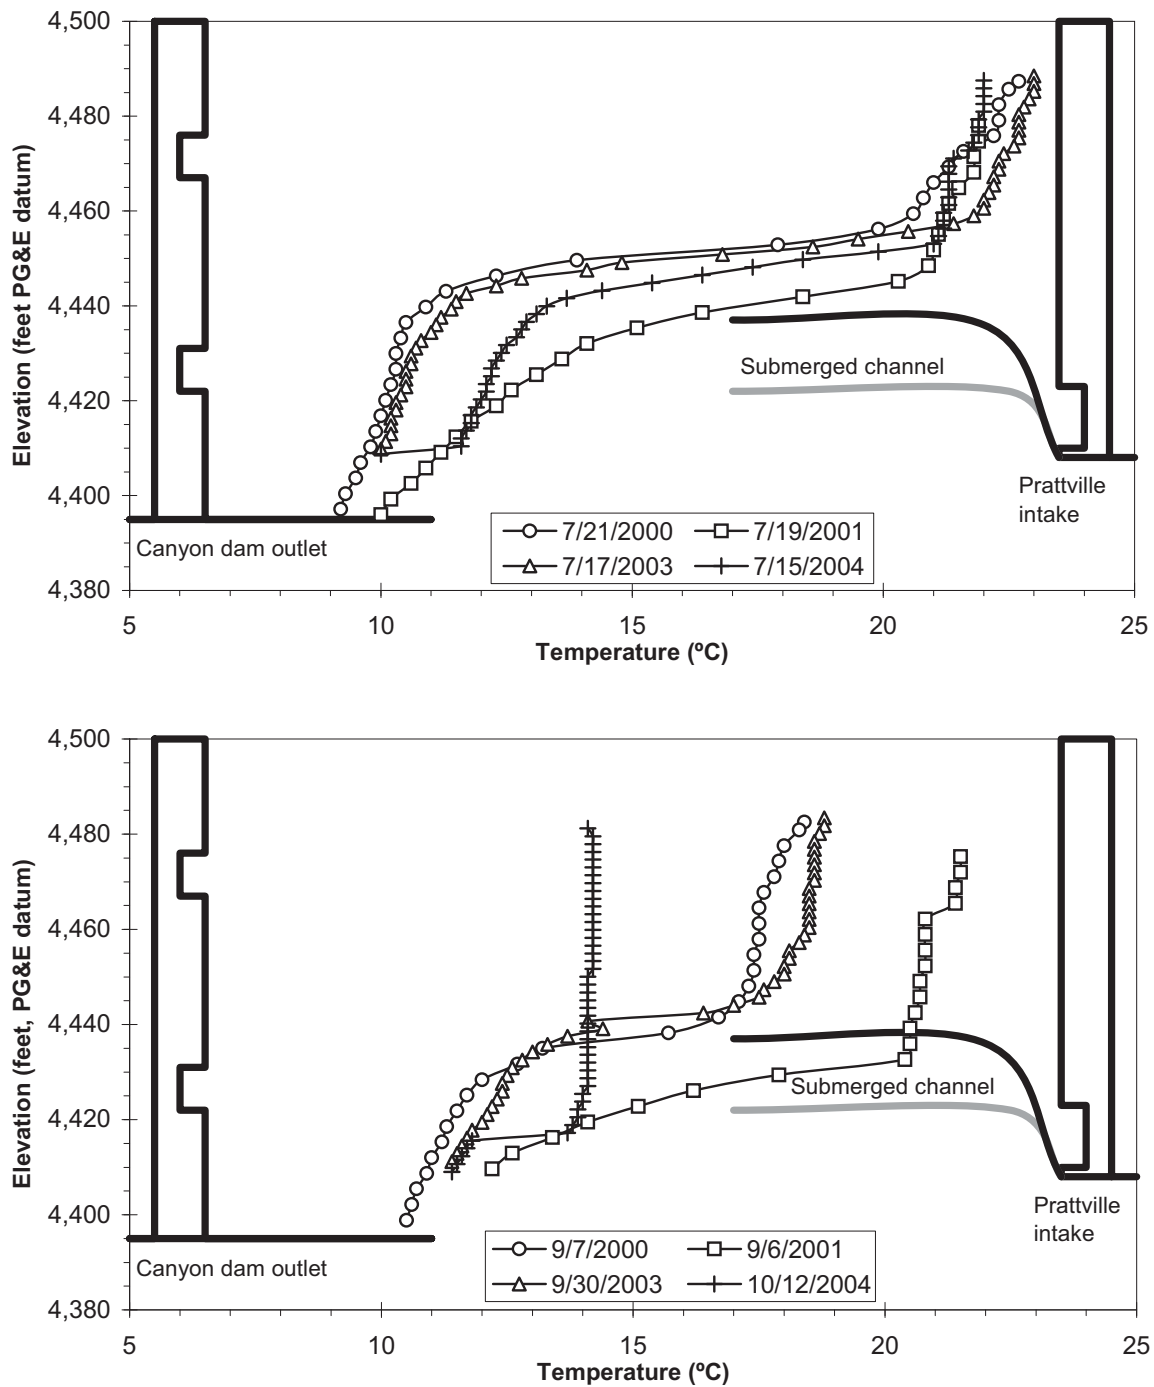 4,500
4,480
4,460
4,440
4,420
4,400
4,380
Elevation (feet PG&E datum)
Submerged channel
Prattville
intake
Canyon dam outlet
7/21/2000 7/19/2001
7/17/2003 7/15/2004
5 10 15 20 25
Temperature (ºC)
4,500
4,480
4,460
4,440
4,420
4,400
4,380
Elevation (feet, PG&E datum)
Submerged channel
Prattville
intake
Canyon dam outlet
9/7/2000 9/6/2001
9/30/2003 10/12/2004
5 10 15 20 25
Temperature (ºC)